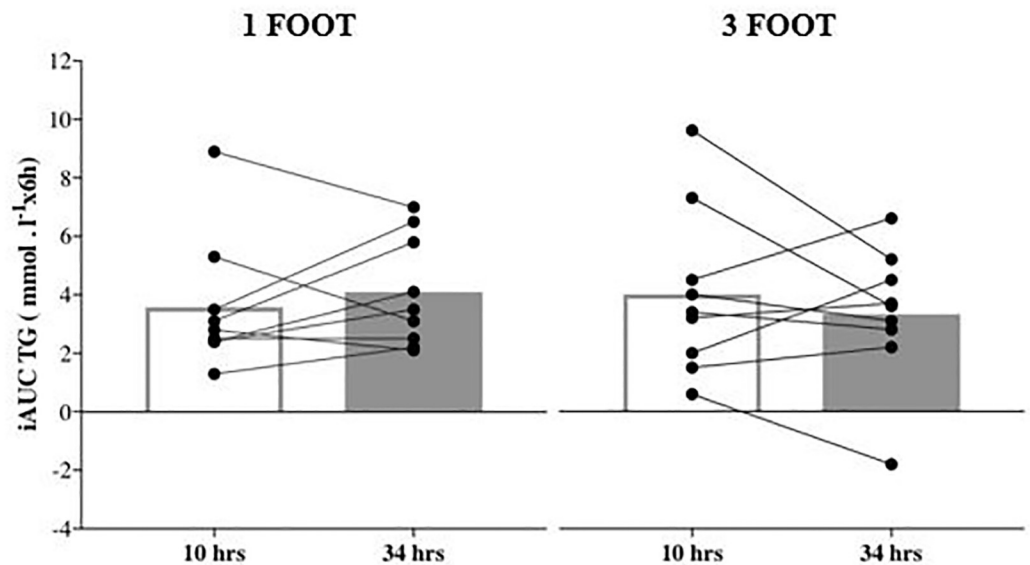 1 FOOT
3 FOOT
iAUC TG ( mmol . l⁻¹x6h)
12
10
8
6
4
2
0
-2
-4
10 hrs
34 hrs
10 hrs
34 hrs